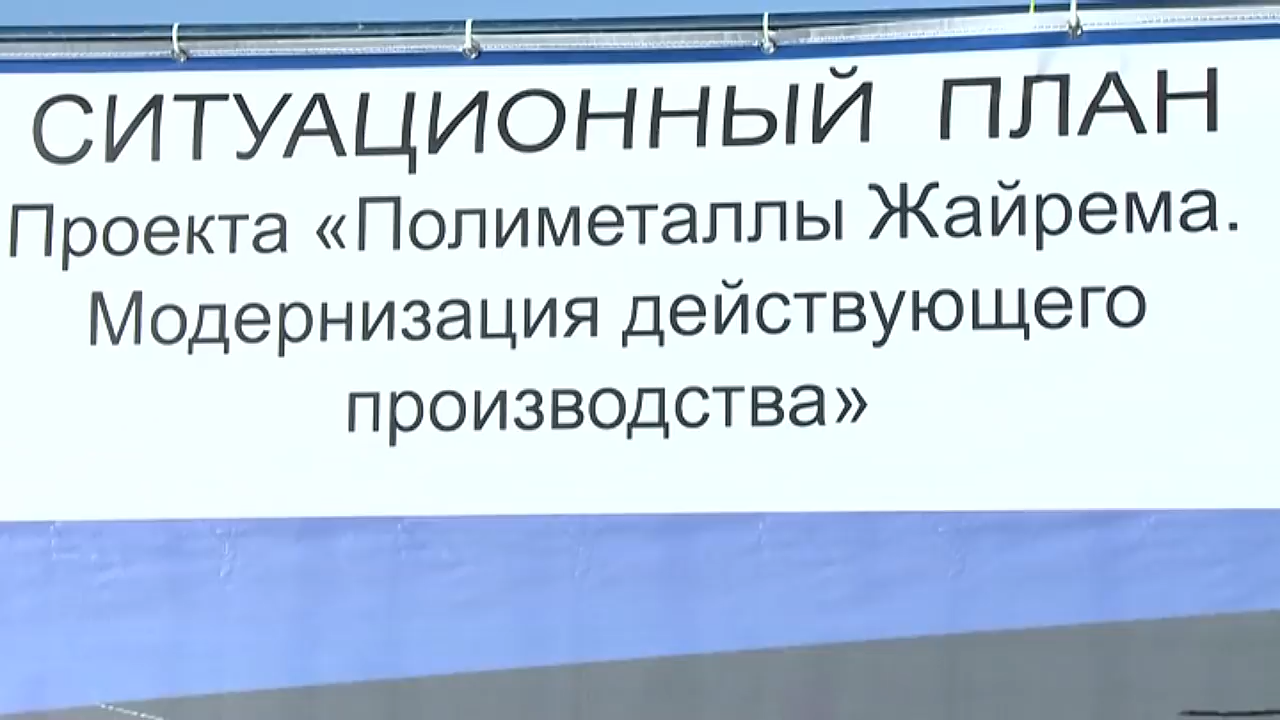 СИТУАЦИОННЫЙ ПЛАН
Проекта «Полиметаллы Жайрема.
Модернизация действующего
производства»